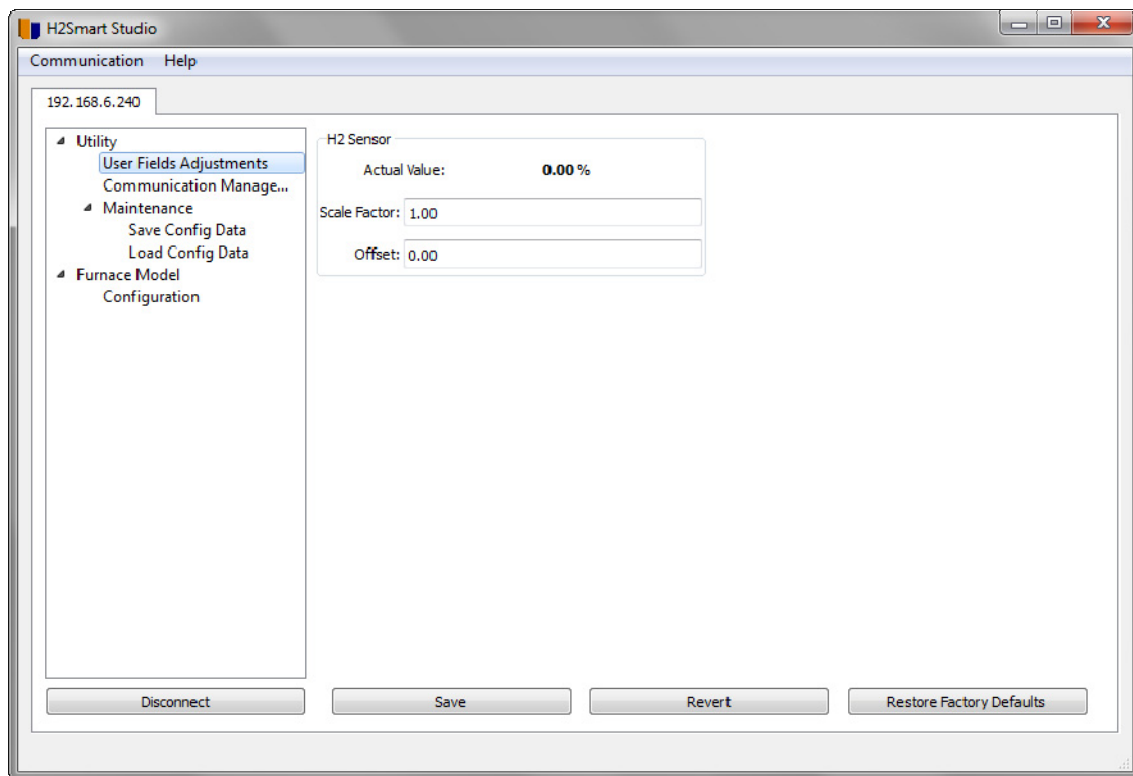 H2Smart Studio
Communication Help
192.168.6.240
Utility
User Fields Adjustments
Communication Manage...
Maintenance
Save Config Data
Load Config Data
Furnace Model
Configuration
H2 Sensor
Actual Value: 0.00 %
Scale Factor: 1.00
Offset: 0.00
Disconnect Save Revert Restore Factory Defaults